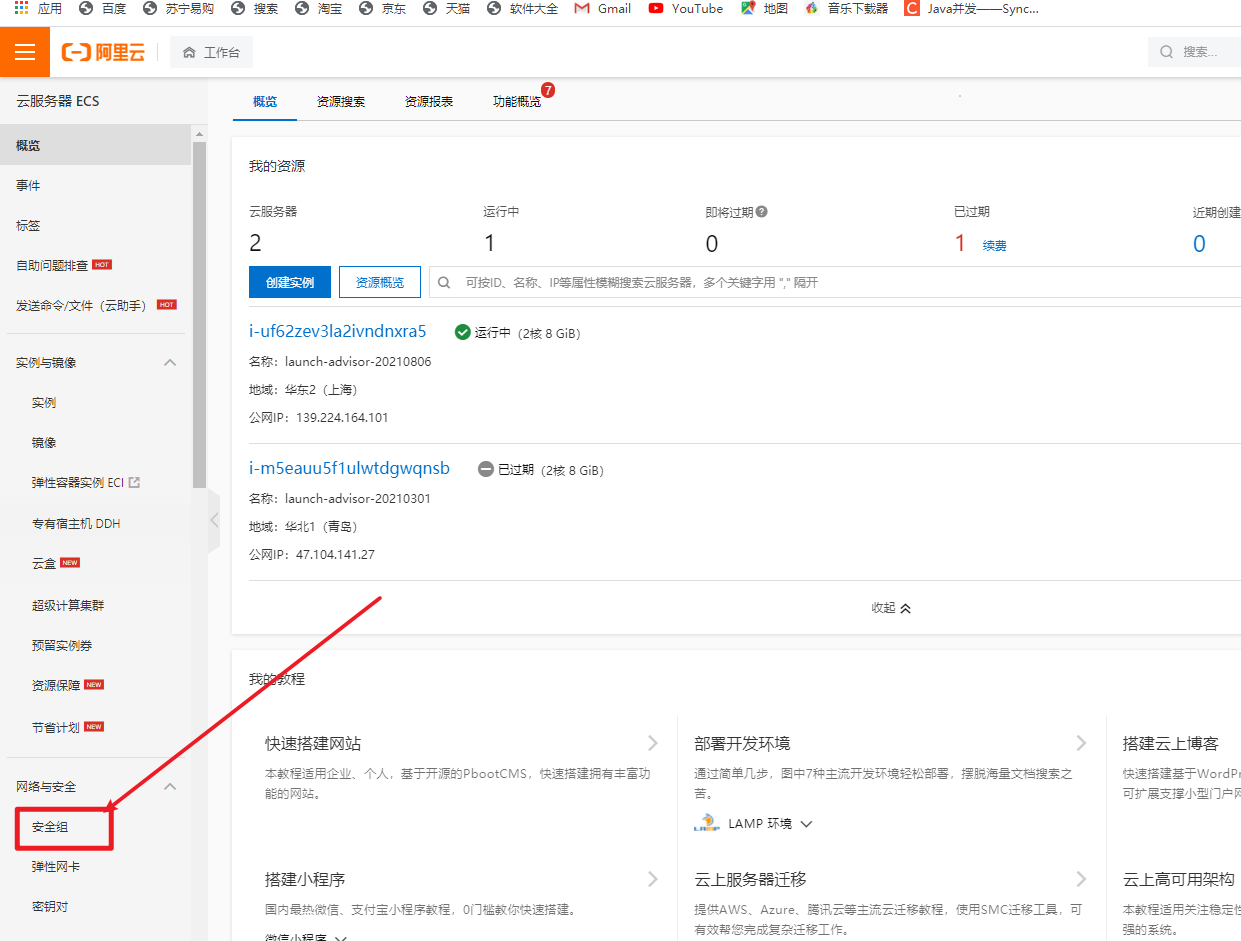 应用 百度 苏宁易购 搜索 淘宝 京东 天猫 软件大全 Gmail YouTube 地图 音乐下载器 Java并发——Sync...
阿里云 工作台 搜索...
云服务器 ECS
概览
事件
标签
自助问题排查 HOT
发送命令/文件（云助手） HOT
实例与镜像
实例
镜像
弹性容器实例 ECI
专有宿主机 DDH
云盒 NEW
超级计算集群
预留实例券
资源保障 NEW
节省计划 NEW
网络与安全
安全组
弹性网卡
密钥对
概览 资源搜索 资源报表 功能概览 7
我的资源
云服务器 运行中 即将过期 已过期 近期创建
2 1 0 1 续费 0
创建实例 资源概览 可按ID、名称、IP等属性模糊搜索云服务器，多个关键字用 "," 隔开
i-uf62zev3la2ivndnxra5 运行中 (2核 8 GiB)
名称：launch-advisor-20210806
地域：华东2（上海）
公网IP：139.224.164.101
i-m5eauu5f1ulwtdgwqnsb 已过期 (2核 8 GiB)
名称：launch-advisor-20210301
地域：华北1（青岛）
公网IP：47.104.141.27
收起
我的教程
快速搭建网站
本教程适用企业、个人，基于开源的PbootCMS，快速搭建拥有丰富功
能的网站。
部署开发环境
通过简单几步，图中7种主流开发环境轻松部署，摆脱海量文档搜索之
苦。
LAMP LAMP 环境
搭建云上博客
快速搭建基于WordPr
可扩展支撑小型门户网
搭建小程序
国内最热微信、支付宝小程序教程，0门槛教你快速搭建。
微信小程序
云上服务器迁移
提供AWS、Azure、腾讯云等主流云迁移教程，使用SMC迁移工具，可
有效帮您完成复杂迁移工作。
云上高可用架构
本教程适用关注稳定性
强的系统。